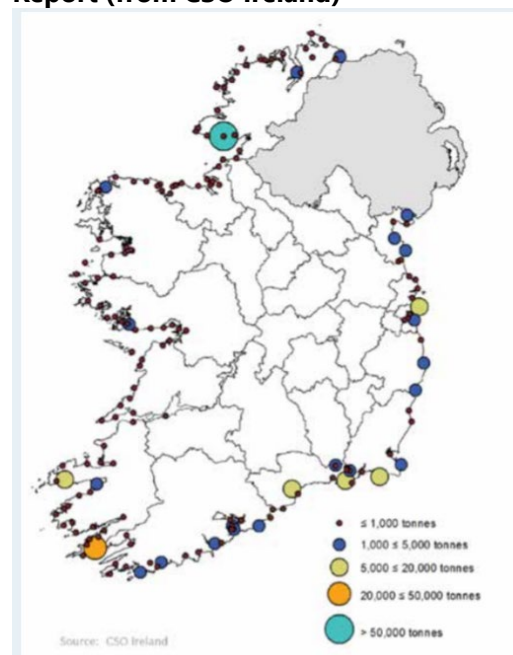 Report (from CSO Ireland)
≤ 1,000 tonnes
1,000 ≤ 5,000 tonnes
5,000 ≤ 20,000 tonnes
20,000 ≤ 50,000 tonnes
> 50,000 tonnes
Source: CSO Ireland